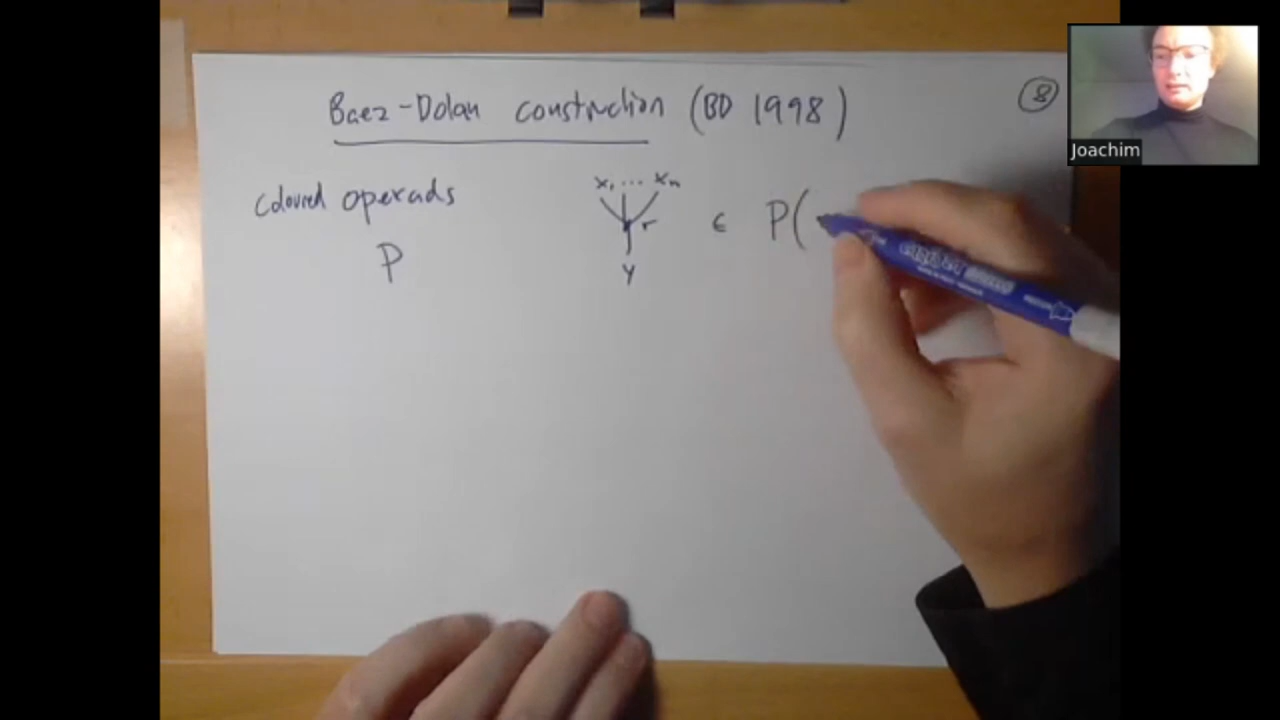 Baez-Dolan construction (BD 1998)
8
Joachim
coloured operads
x₁ ... xₙ
r ∈ P(
P
y